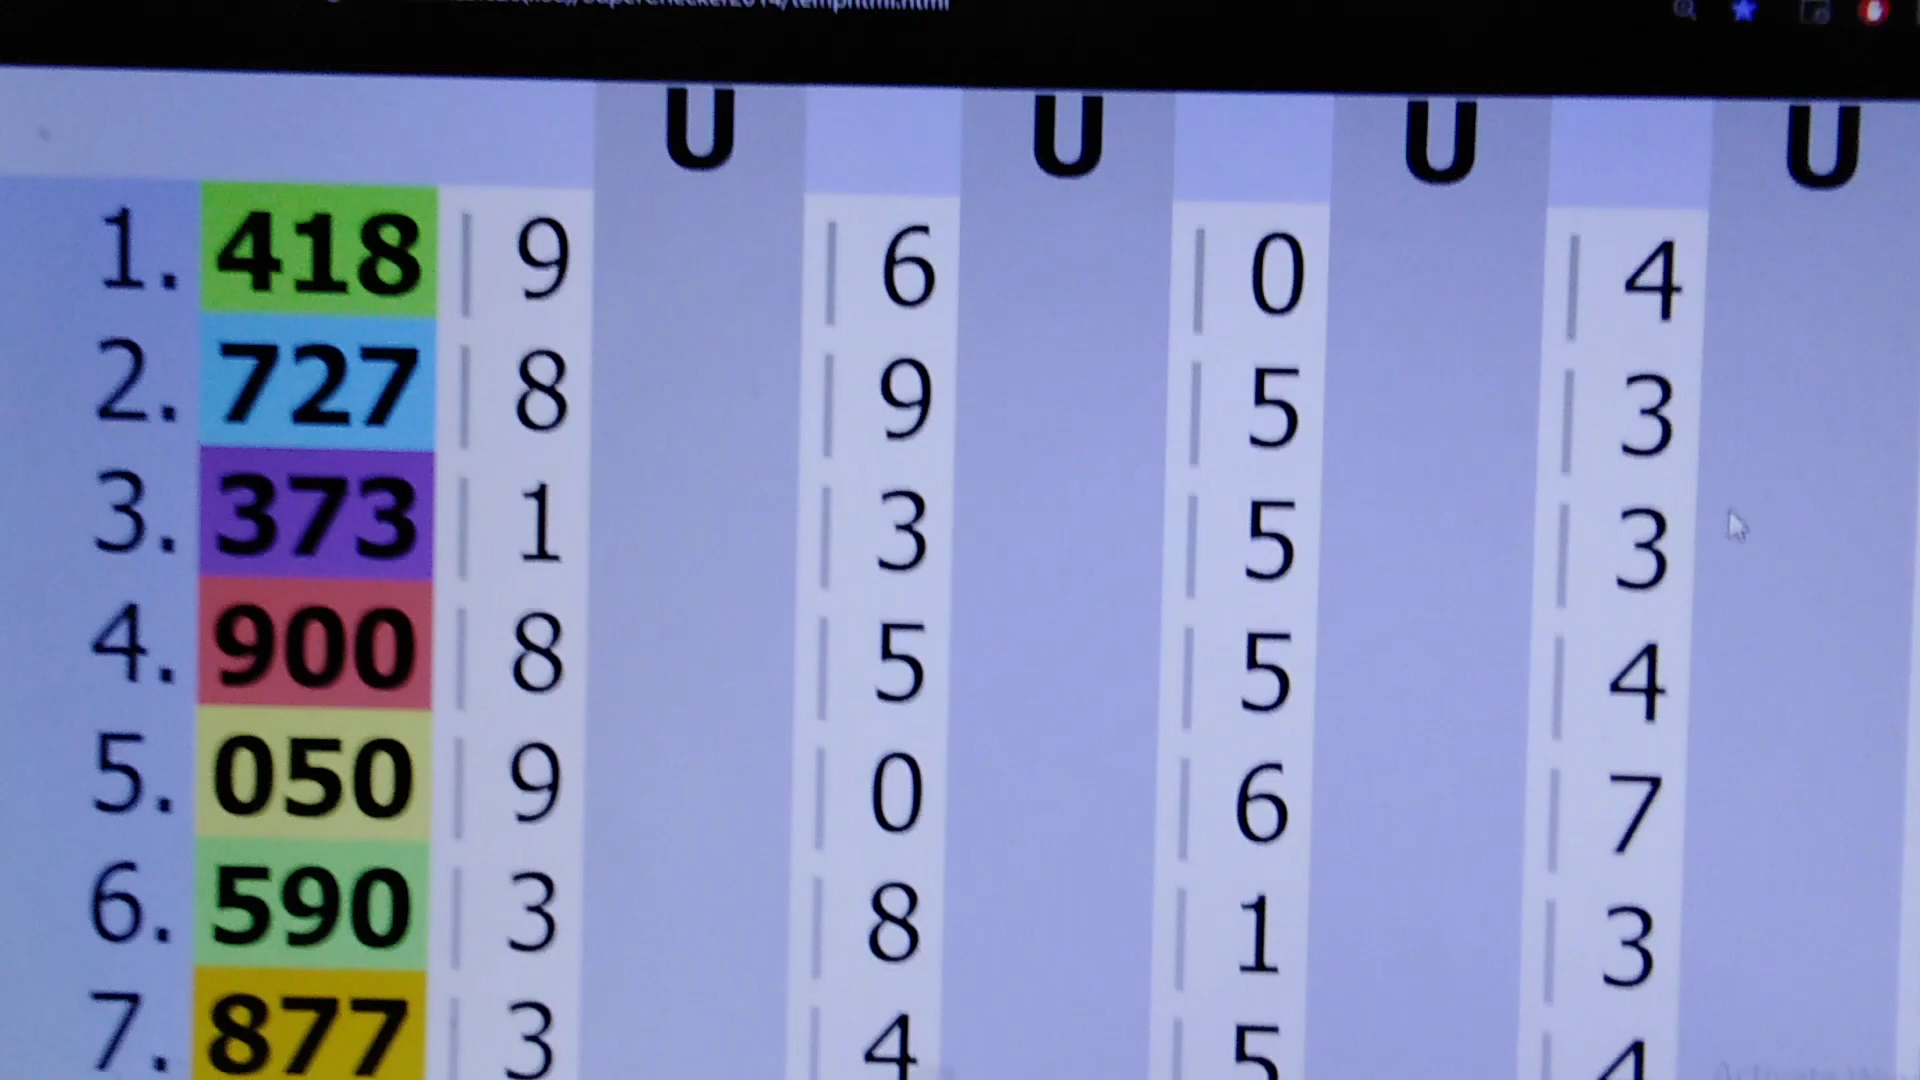 U U U U
1. 418 | 9 | 6 | 0 | 4
2. 727 | 8 | 9 | 5 | 3
3. 373 | 1 | 3 | 5 | 3
4. 900 | 8 | 5 | 5 | 4
5. 050 | 9 | 0 | 6 | 7
6. 590 | 3 | 8 | 1 | 3
7. 877 | 3 | 4 | 5 | 4